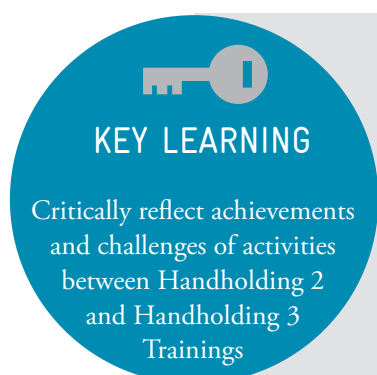 KEY LEARNING
Critically reflect achievements
and challenges of activities
between Handholding 2
and Handholding 3
Trainings